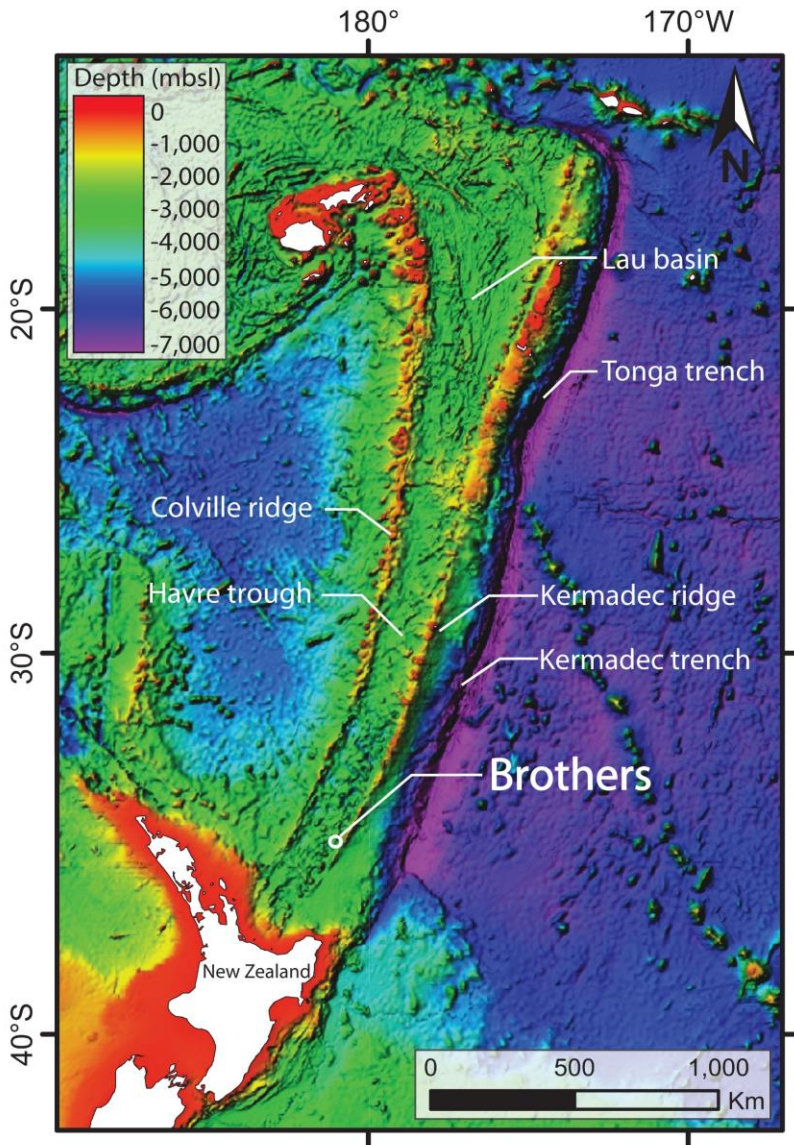 180°
170°W
Depth (mbsl)
0
-1,000
-2,000
-3,000
-4,000
-5,000
-6,000
-7,000
N
Lau basin
20°S
Tonga trench
Colville ridge
Havre trough
Kermadec ridge
30°S
Kermadec trench
Brothers
New Zealand
40°S
0 500 1,000
Km